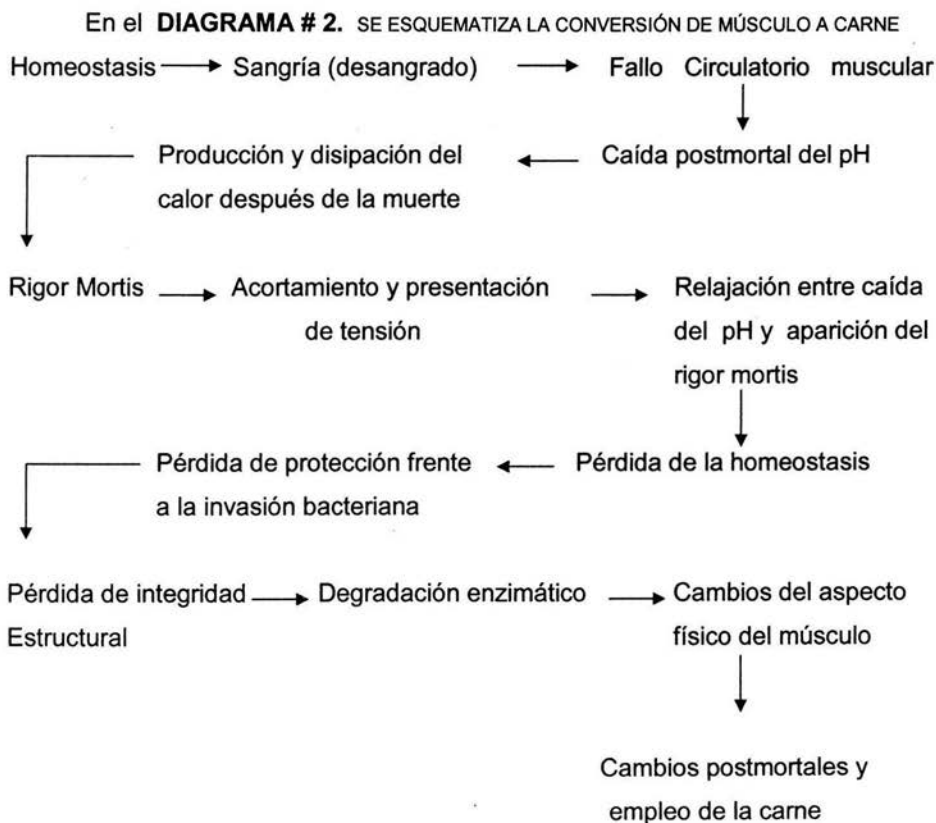 En el DIAGRAMA # 2. SE ESQUEMATIZA LA CONVERSIÓN DE MÚSCULO A CARNE
Homeostasis Sangría (desangrado) Fallo Circulatorio muscular
Producción y disipación del Caída postmortal del pH
calor después de la muerte
Rigor Mortis Acortamiento y presentación Relajación entre caída
de tensión del pH y aparición del
rigor mortis
Pérdida de protección frente Pérdida de la homeostasis
a la invasión bacteriana
Pérdida de integridad Degradación enzimático Cambios del aspecto
Estructural físico del músculo
Cambios postmortales y
empleo de la carne